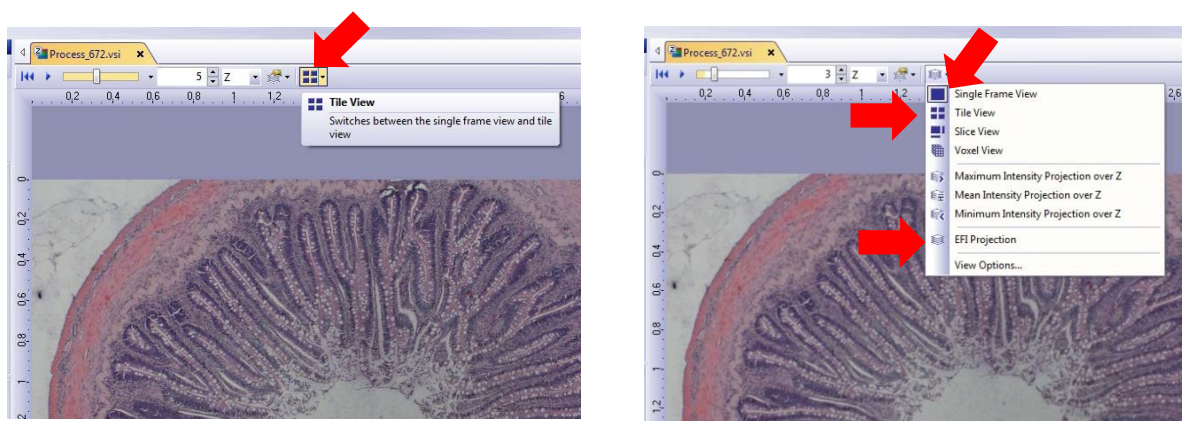 Process_672.vsi
5 Z
0,2 0,4 0,6 0,8 1 1,2 6
Tile View
Switches between the single frame view and tile
view
0
0,2
0,4
0,6
0,8
1
Process_672.vsi
3 Z
0,2 0,4 0,6 0,8 1 1,2 2,6
Single Frame View
Tile View
Slice View
Voxel View
Maximum Intensity Projection over Z
Mean Intensity Projection over Z
Minimum Intensity Projection over Z
EFI Projection
View Options...
0
0,2
0,4
0,6
0,8
1
1,2